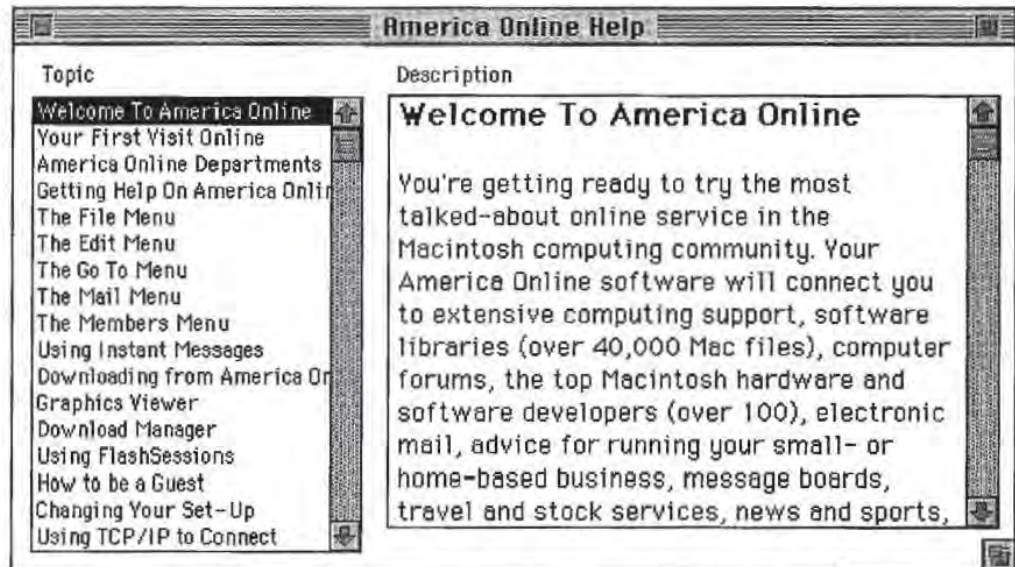 America Online Help
Topic
Welcome To America Online
Your First Visit Online
America Online Departments
Getting Help On America Onlin
The File Menu
The Edit Menu
The Go To Menu
The Mail Menu
The Members Menu
Using Instant Messages
Downloading from America On
Graphics Viewer
Download Manager
Using FlashSessions
How to be a Guest
Changing Your Set-Up
Using TCP/IP to Connect
Description
Welcome To America Online
You're getting ready to try the most
talked-about online service in the
Macintosh computing community. Your
America Online software will connect you
to extensive computing support, software
libraries (over 40,000 Mac files), computer
forums, the top Macintosh hardware and
software developers (over 100), electronic
mail, advice for running your small- or
home-based business, message boards,
travel and stock services, news and sports,